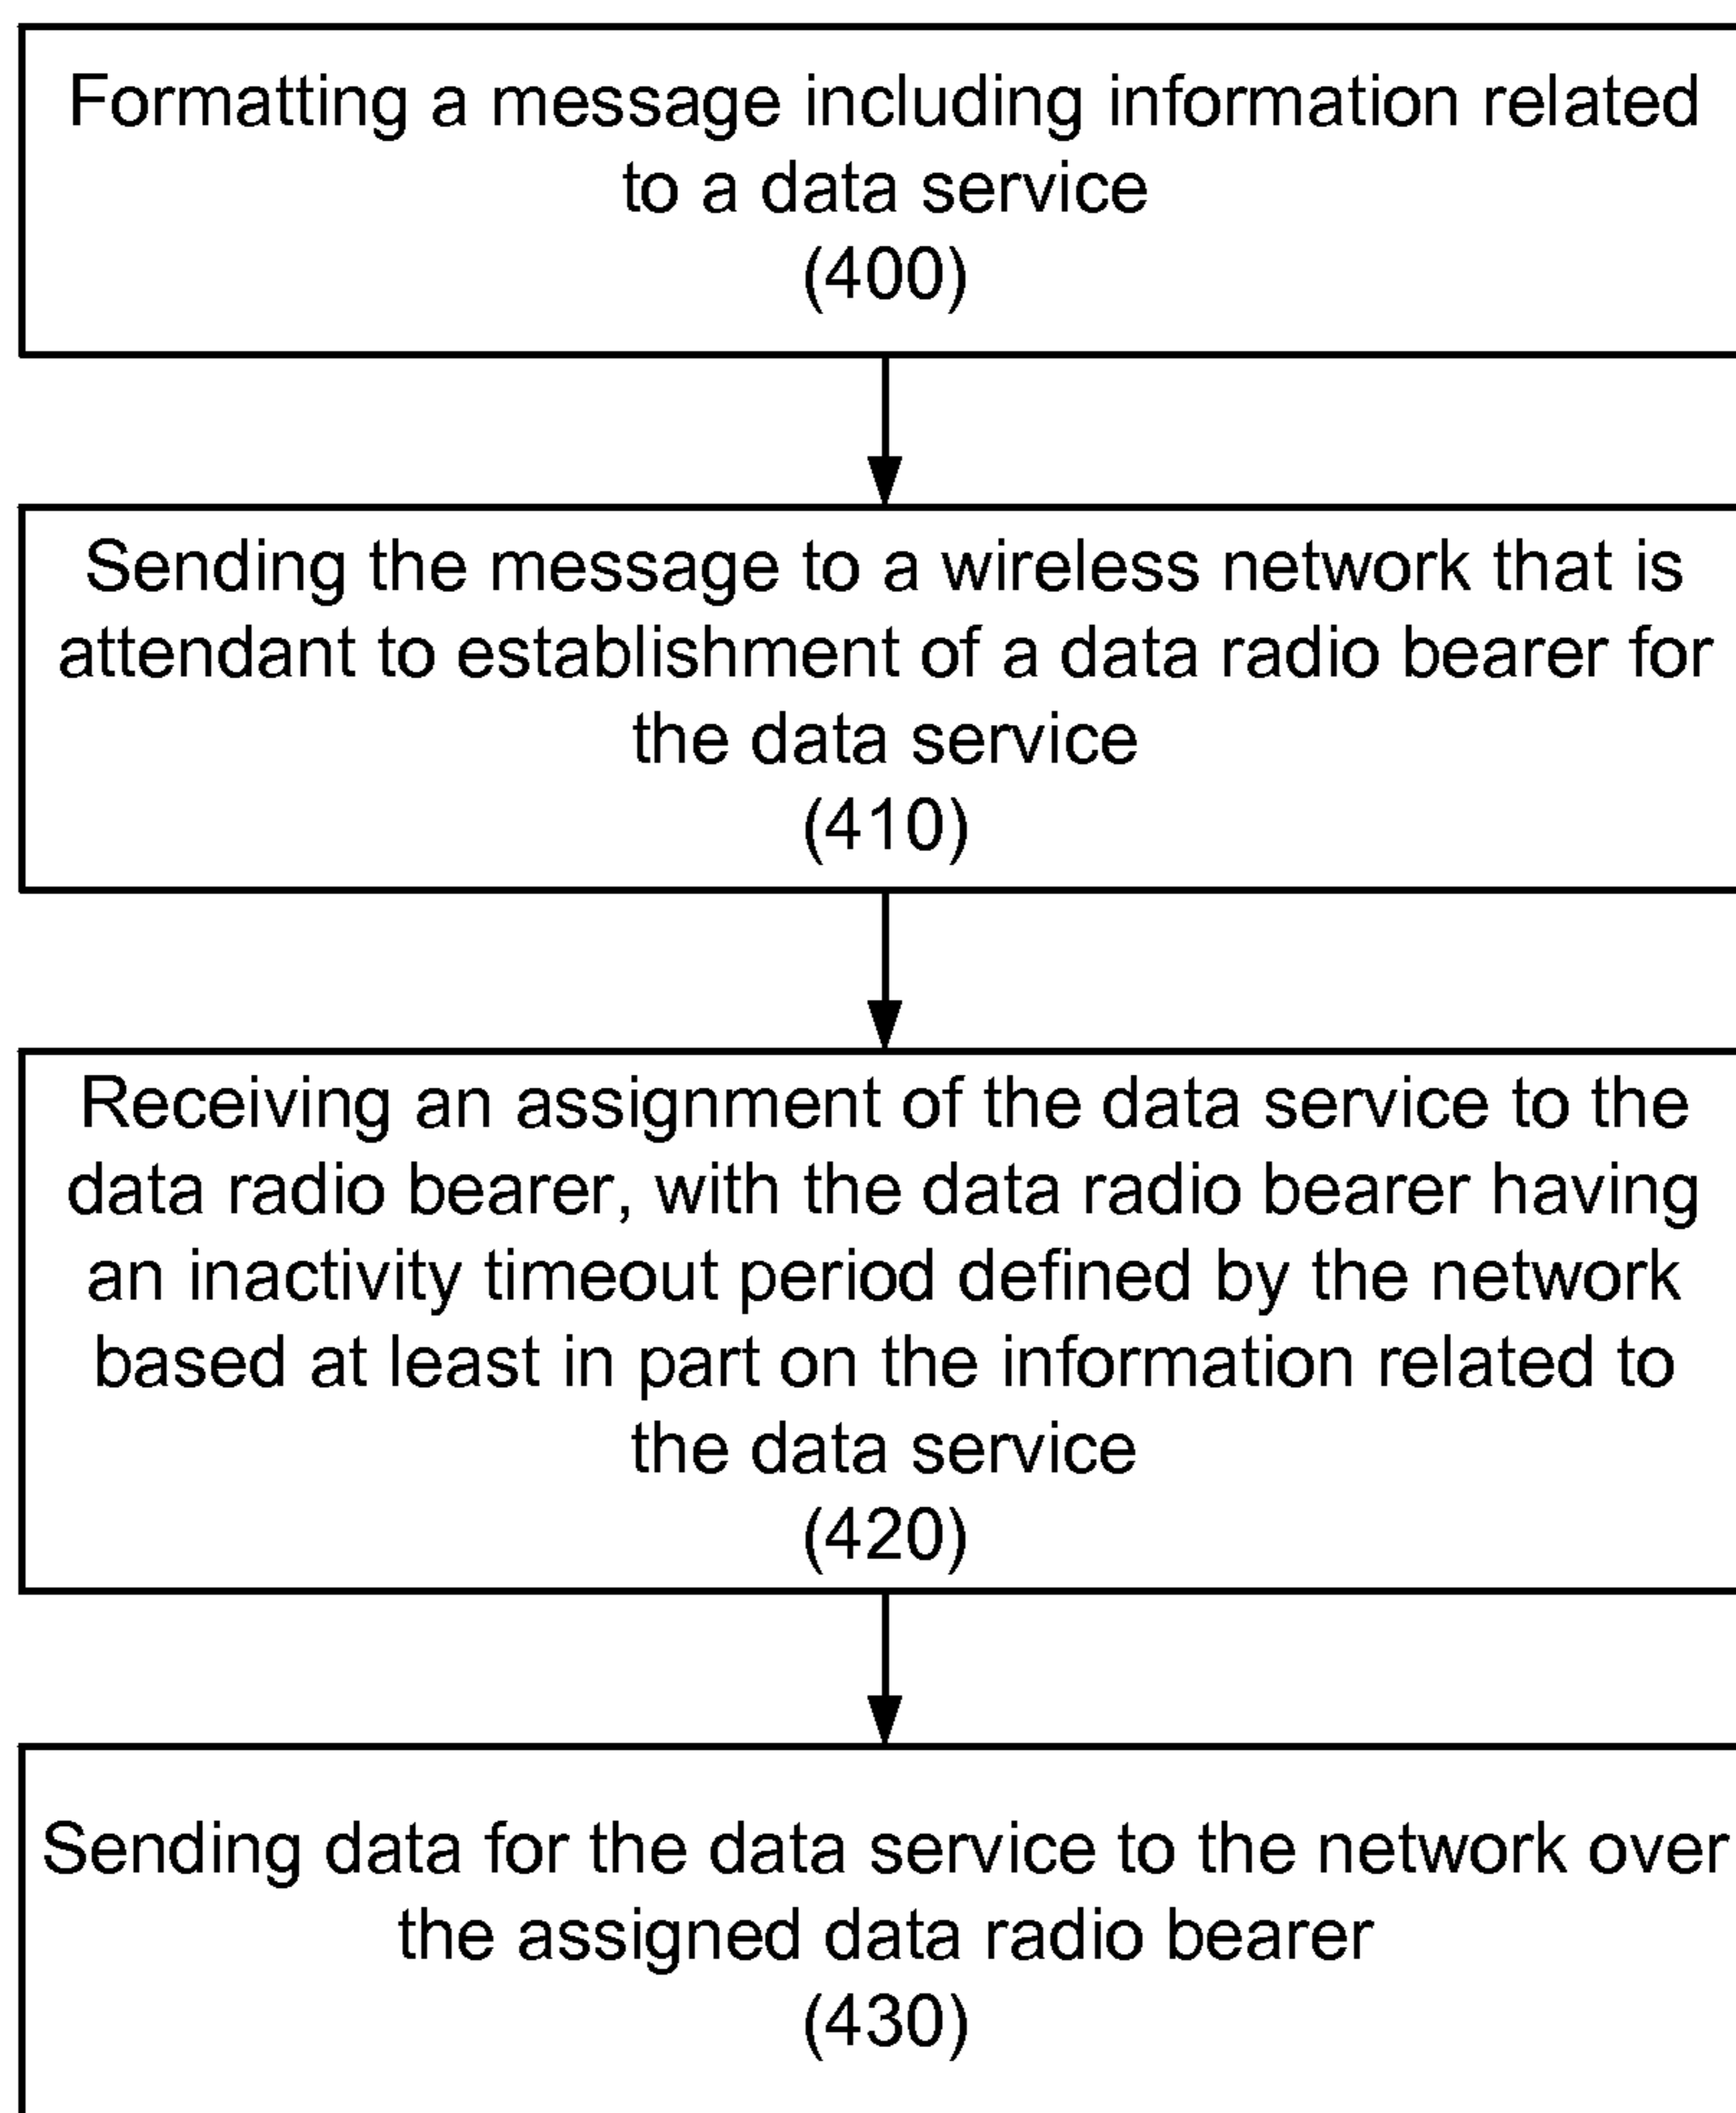 Formatting a message including information related
to a data service
(400)
Sending the message to a wireless network that is
attendant to establishment of a data radio bearer for
the data service
(410)
Receiving an assignment of the data service to the
data radio bearer, with the data radio bearer having
an inactivity timeout period defined by the network
based at least in part on the information related to
the data service
(420)
Sending data for the data service to the network over
the assigned data radio bearer
(430)